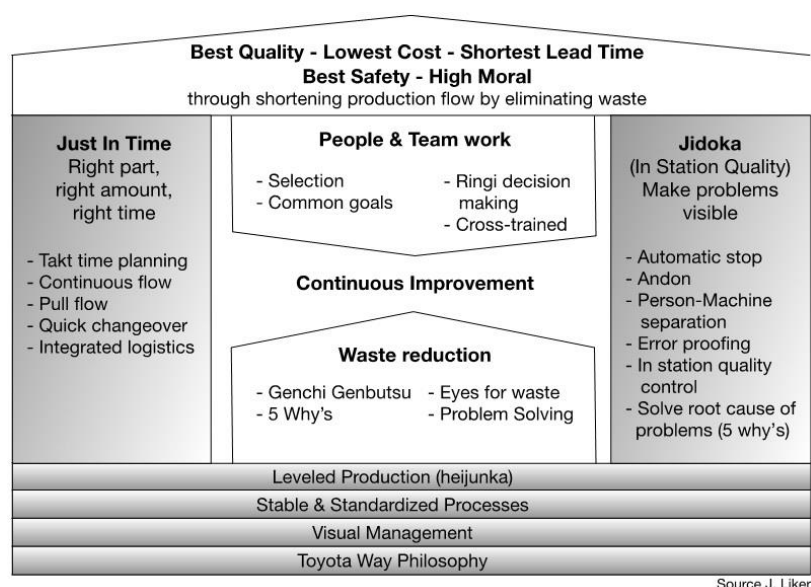 Best Quality - Lowest Cost - Shortest Lead Time
Best Safety - High Moral
through shortening production flow by eliminating waste
Just In Time
Right part,
right amount,
right time
- Takt time planning
- Continuous flow
- Pull flow
- Quick changeover
- Integrated logistics
People & Team work
- Selection
- Common goals
- Ringi decision
making
- Cross-trained
Continuous Improvement
Waste reduction
- Genchi Genbutsu
- 5 Why's
- Eyes for waste
- Problem Solving
Jidoka
(In Station Quality)
Make problems
visible
- Automatic stop
- Andon
- Person-Machine
separation
- Error proofing
- In station quality
control
- Solve root cause of
problems (5 why's)
Leveled Production (heijunka)
Stable & Standardized Processes
Visual Management
Toyota Way Philosophy
Source J. Liker